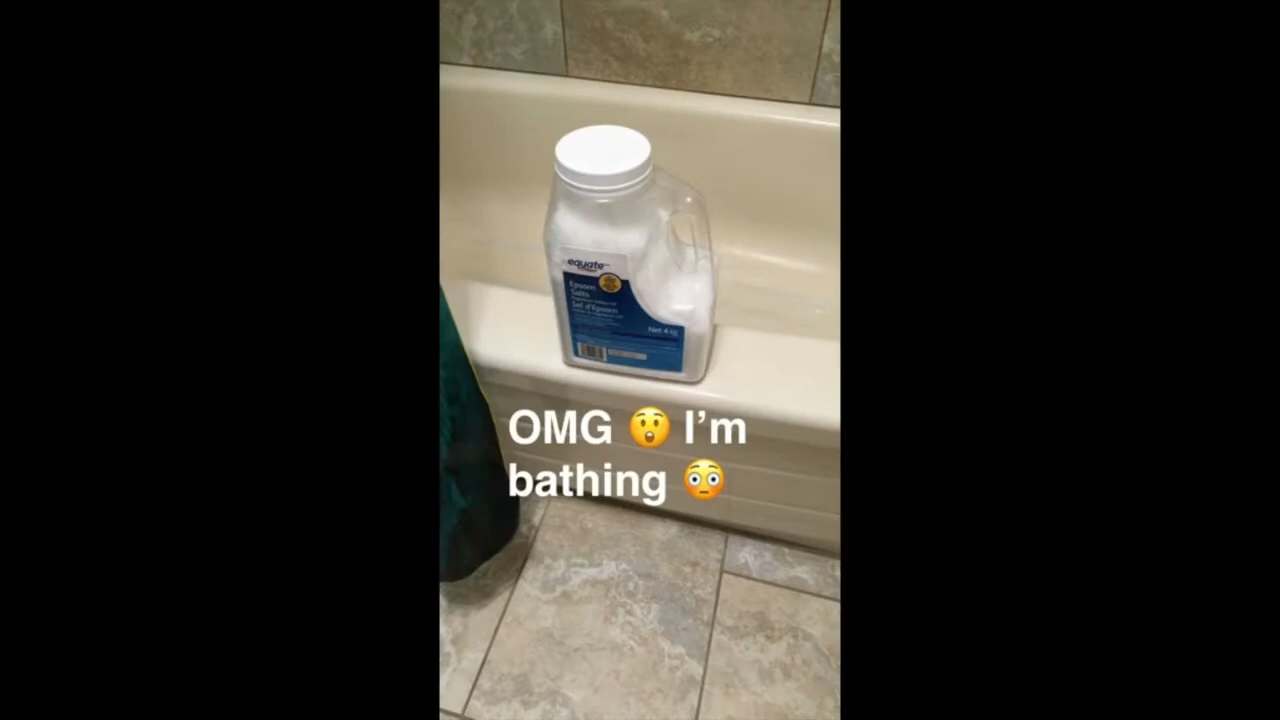 equate
Epsom
Salts
Sel d'Epsom
Net 4 kg
OMG 😲 I’m
bathing 😳